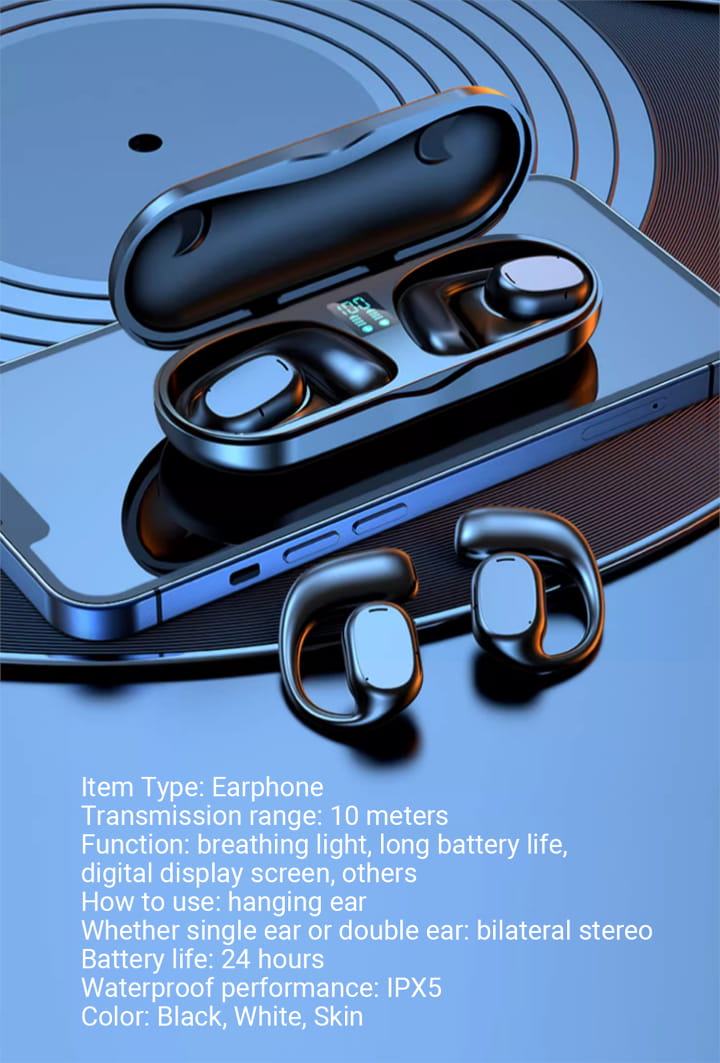 Item Type: Earphone
Transmission range: 10 meters
Function: breathing light, long battery life,
digital display screen, others
How to use: hanging ear
Whether single ear or double ear: bilateral stereo
Battery life: 24 hours
Waterproof performance: IPX5
Color: Black, White, Skin